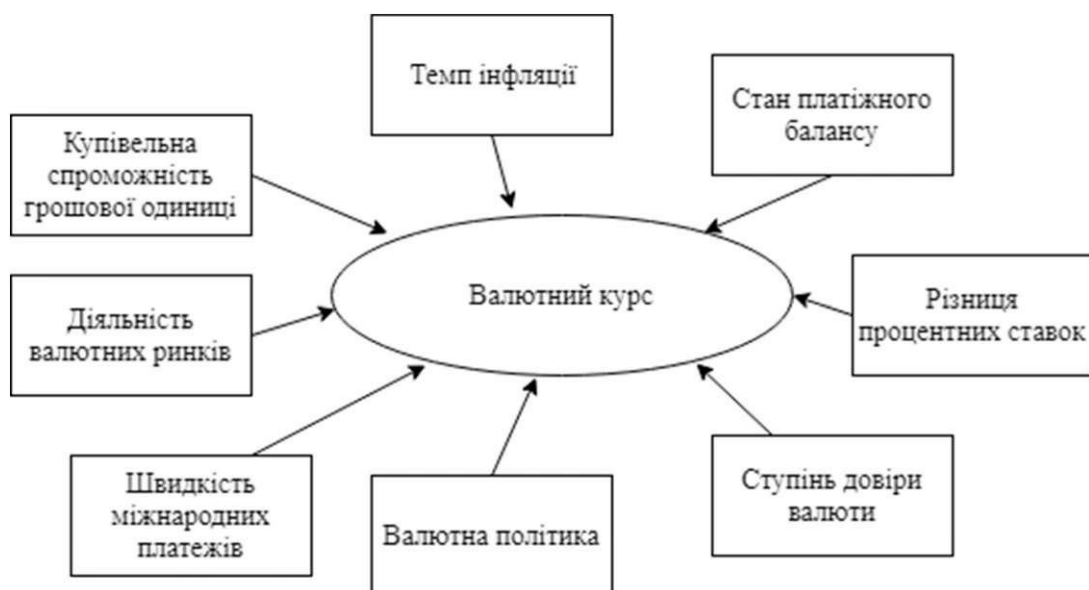 Темп інфляції
Стан платіжного
балансу
Купівельна
спроможність
грошової одиниці
Валютний курс
Різниця
процентних ставок
Діяльність
валютних ринків
Швидкість
міжнародних
платежів
Валютна політика
Ступінь довіри
валюти